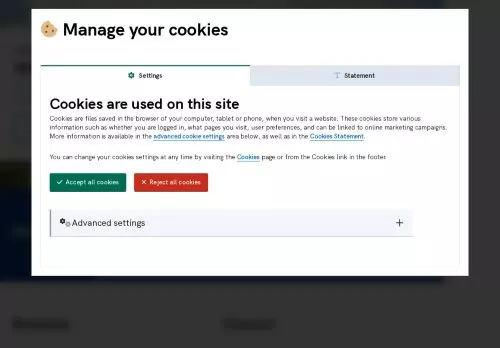 Manage your cookies
Settings
Statement
Cookies are used on this site
Cookies are files saved in the browser of your computer, tablet or phone, when you visit a website. These cookies store various
information such as whether you are logged in, what pages you visit, user preferences, and can be linked to online marketing campaigns.
More information is available in the advanced cookie settings area below, as well as in the Cookies Statement.
You can change your cookies settings at any time by visiting the Cookies page or from the Cookies link in the footer.
Accept all cookies
Reject all cookies
Advanced settings